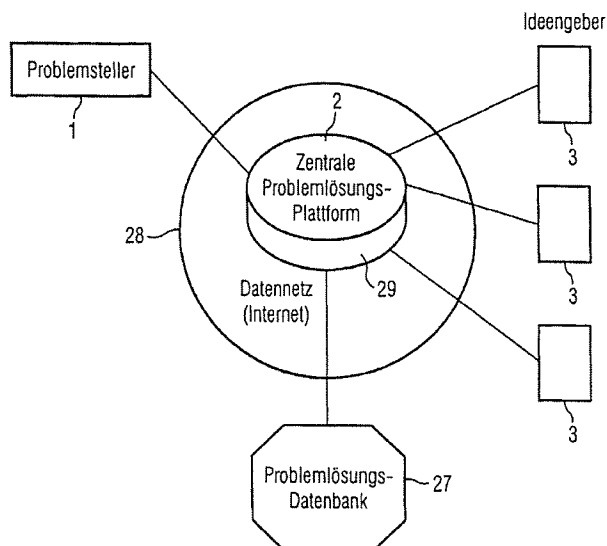 Ideengeber
Problemsteller
1
2
Zentrale
Problemlösungs-
Plattform
3
28
3
29
Datennetz
(Internet)
3
Problemlösungs-
Datenbank
27